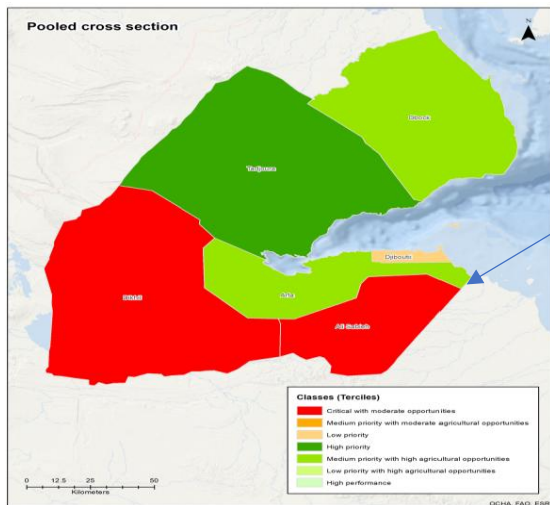 Pooled cross section
N
Obock
Tadjoura
Djibouti
Arta
Dikhil
Ali Sabieh
Classes (Terciles)
Critical with moderate opportunities
Medium priority with moderate agricultural opportunities
Low priority
High priority
Medium priority with high agricultural opportunities
Low priority with high agricultural opportunities
High performance
0 12.5 25 50
Kilometers
OCHA, FAO, ESRI